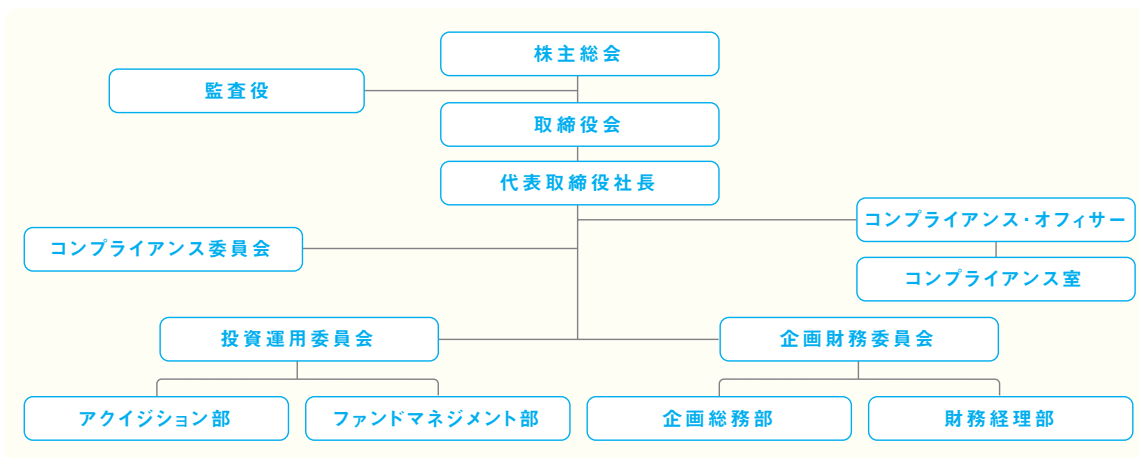 株主総会
監査役
取締役会
代表取締役社長
コンプライアンス・オフィサー
コンプライアンス委員会
コンプライアンス室
投資運用委員会
企画財務委員会
アクイジション部
ファンドマネジメント部
企画総務部
財務経理部